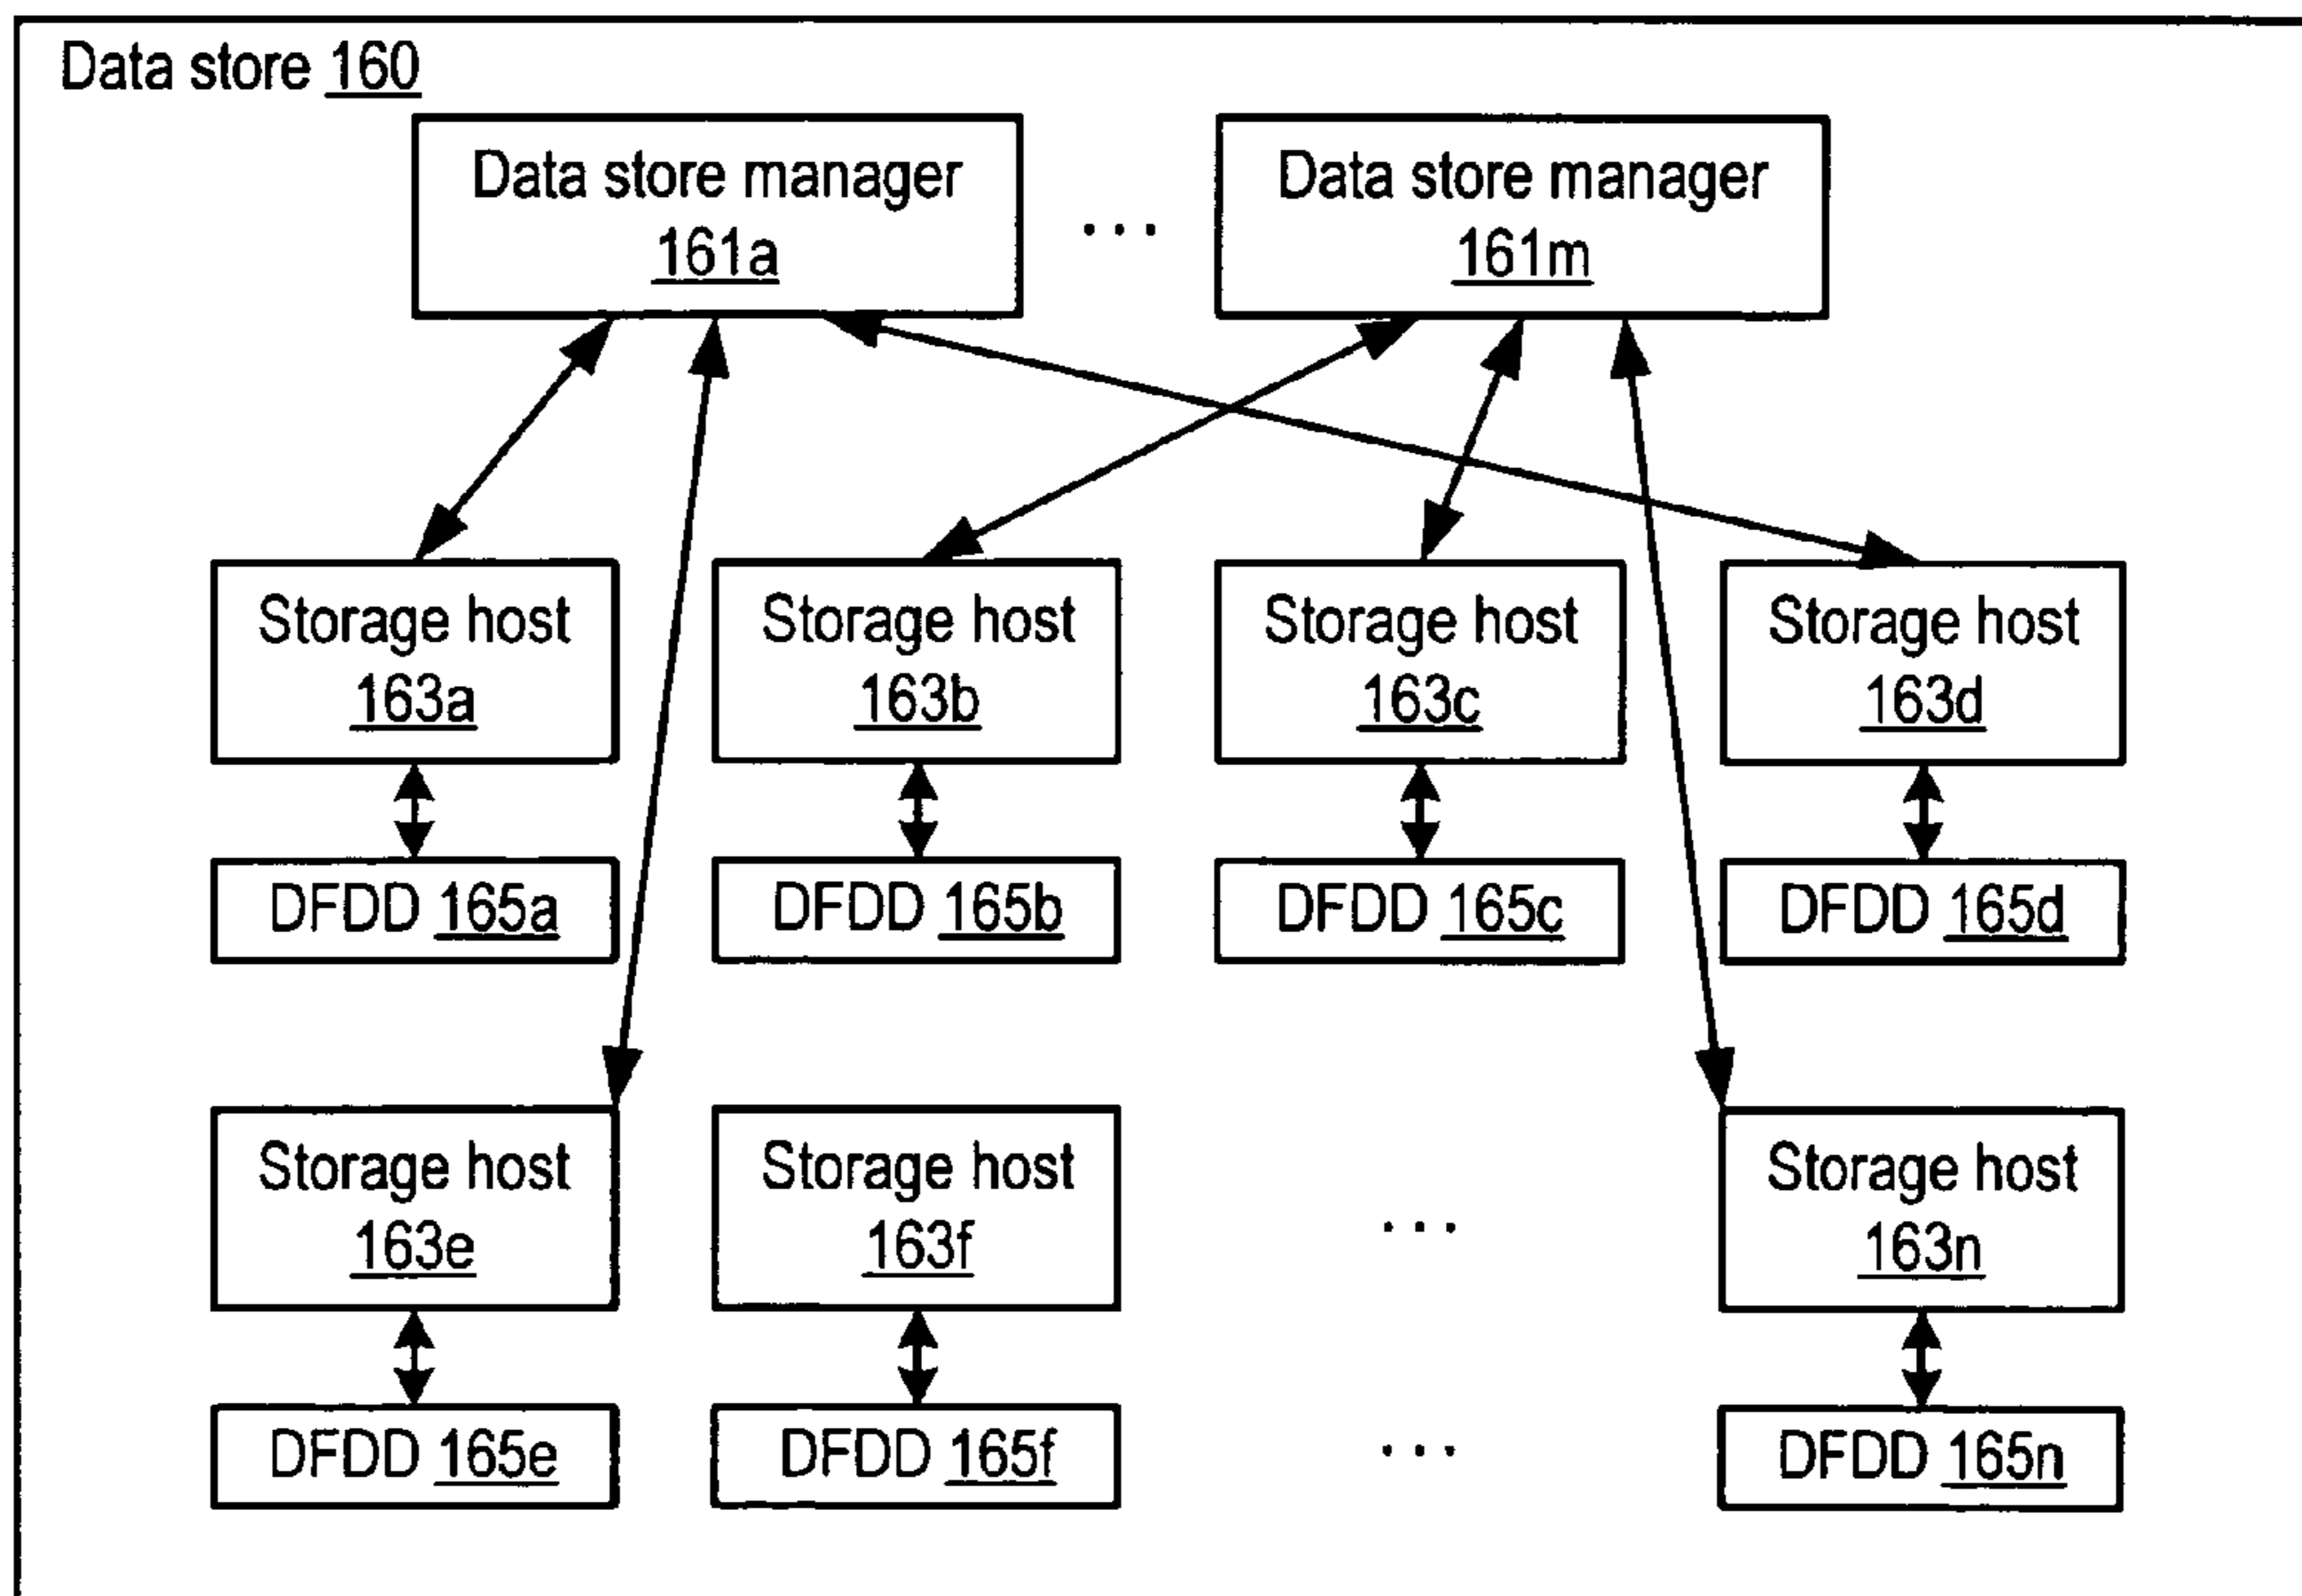 Data store 160
Data store manager
161a
...
Data store manager
161m
Storage host
163a
Storage host
163b
Storage host
163c
Storage host
163d
DFDD 165a
DFDD 165b
DFDD 165c
DFDD 165d
Storage host
163e
Storage host
163f
...
Storage host
163n
DFDD 165e
DFDD 165f
...
DFDD 165n